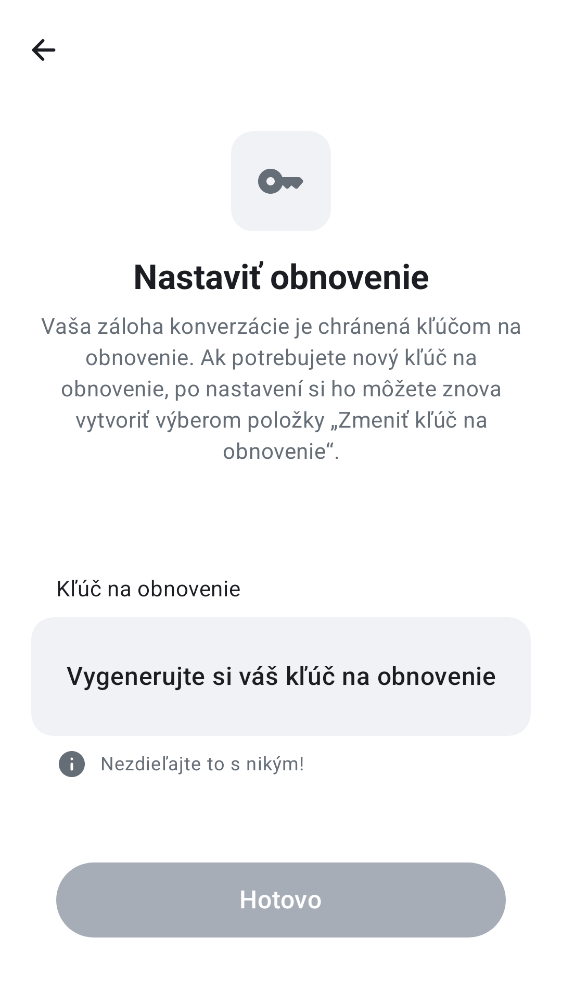 Nastaviť obnovenie
Vaša záloha konverzácie je chránená kľúčom na
obnovenie. Ak potrebujete nový kľúč na
obnovenie, po nastavení si ho môžete znova
vytvoriť výberom položky „Zmeniť kľúč na
obnovenie“.
Kľúč na obnovenie
Vygenerujte si váš kľúč na obnovenie
Nezdieľajte to s nikým!
Hotovo